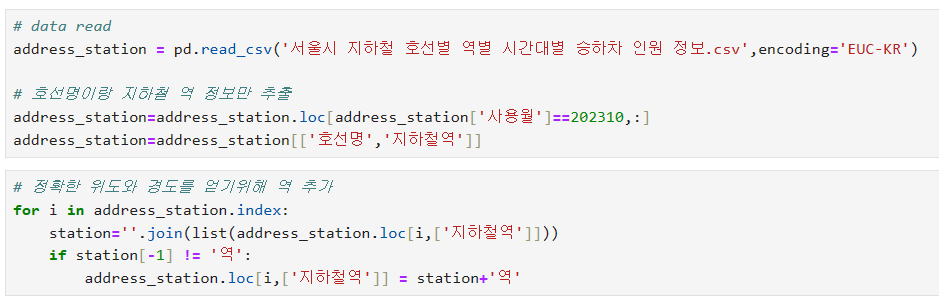 # data read
address_station = pd.read_csv('서울시 지하철 호선별 역별 시간대별 승하차 인원 정보.csv',encoding='EUC-KR')
# 호선명이랑 지하철 역 정보만 추출
address_station=address_station.loc[address_station['사용월']==202310,:]
address_station=address_station[['호선명','지하철역']]
# 정확한 위도와 경도를 얻기위해 역 추가
for i in address_station.index:
    station=''.join(list(address_station.loc[i,['지하철역']]))
    if station[-1] != '역':
        address_station.loc[i,['지하철역']] = station+'역'